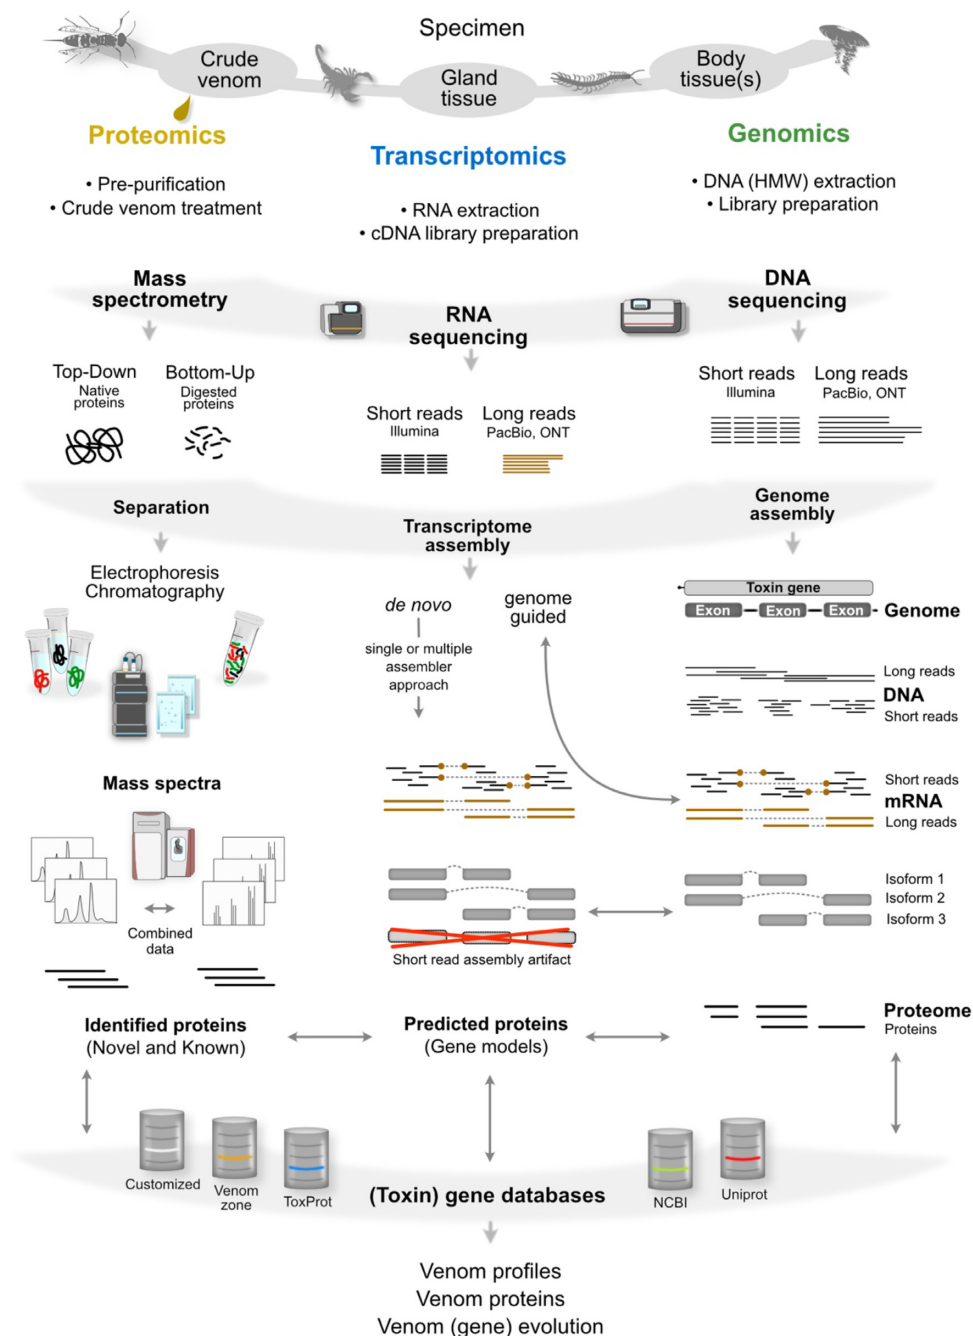 Specimen
Crude
venom
Gland
tissue
Body
tissue(s)
Proteomics
• Pre-purification
• Crude venom treatment
Transcriptomics
• RNA extraction
• cDNA library preparation
Genomics
• DNA (HMW) extraction
• Library preparation
Mass
spectrometry
RNA
sequencing
DNA
sequencing
Top-Down
Native
proteins
Bottom-Up
Digested
proteins
Short reads
Illumina
Long reads
PacBio, ONT
Short reads
Illumina
Long reads
PacBio, ONT
Separation
Electrophoresis
Chromatography
Transcriptome
assembly
de novo
single or multiple
assembler
approach
genome
guided
Genome
assembly
Toxin gene
Exon
Exon
Exon
Genome
Long reads
DNA
Short reads
Short reads
mRNA
Long reads
Isoform 1
Isoform 2
Isoform 3
Mass spectra
Combined
data
Short read assembly artifact
Identified proteins
(Novel and Known)
Predicted proteins
(Gene models)
Proteome
Proteins
Customized
Venom
zone
ToxProt
(Toxin) gene databases
NCBI
Uniprot
Venom profiles
Venom proteins
Venom (gene) evolution